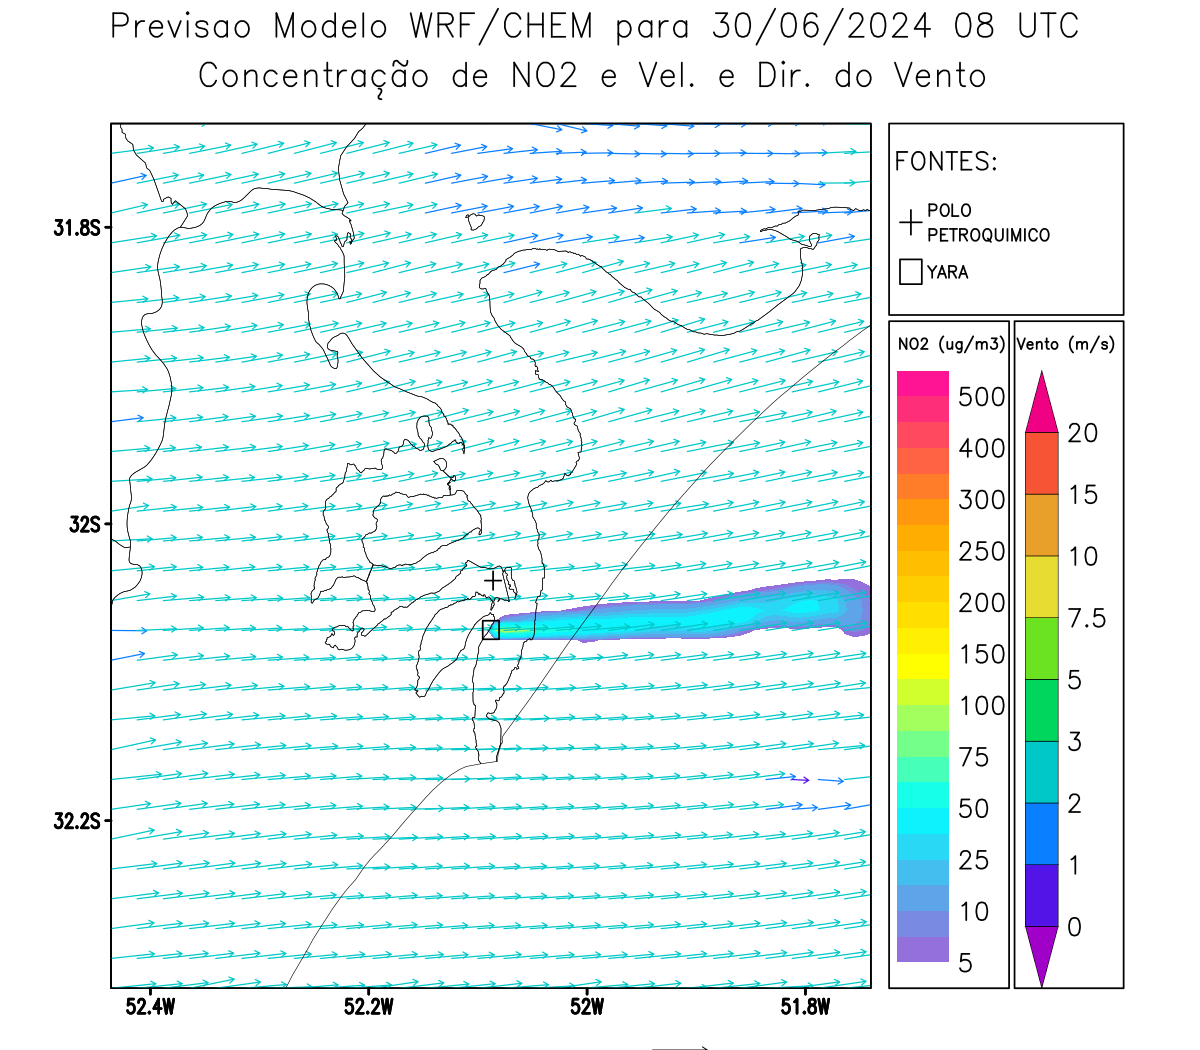 Previsao Modelo WRF/CHEM para 30/06/2024 08 UTC
Concentração de NO2 e Vel. e Dir. do Vento
FONTES:
POLO
PETROQUIMICO
YARA
31.8S
32S
32.2S
52.4W
52.2W
52W
51.8W
NO2 (ug/m3)
500
400
300
250
200
150
100
75
50
25
10
5
Vento (m/s)
20
15
10
7.5
5
3
2
1
0